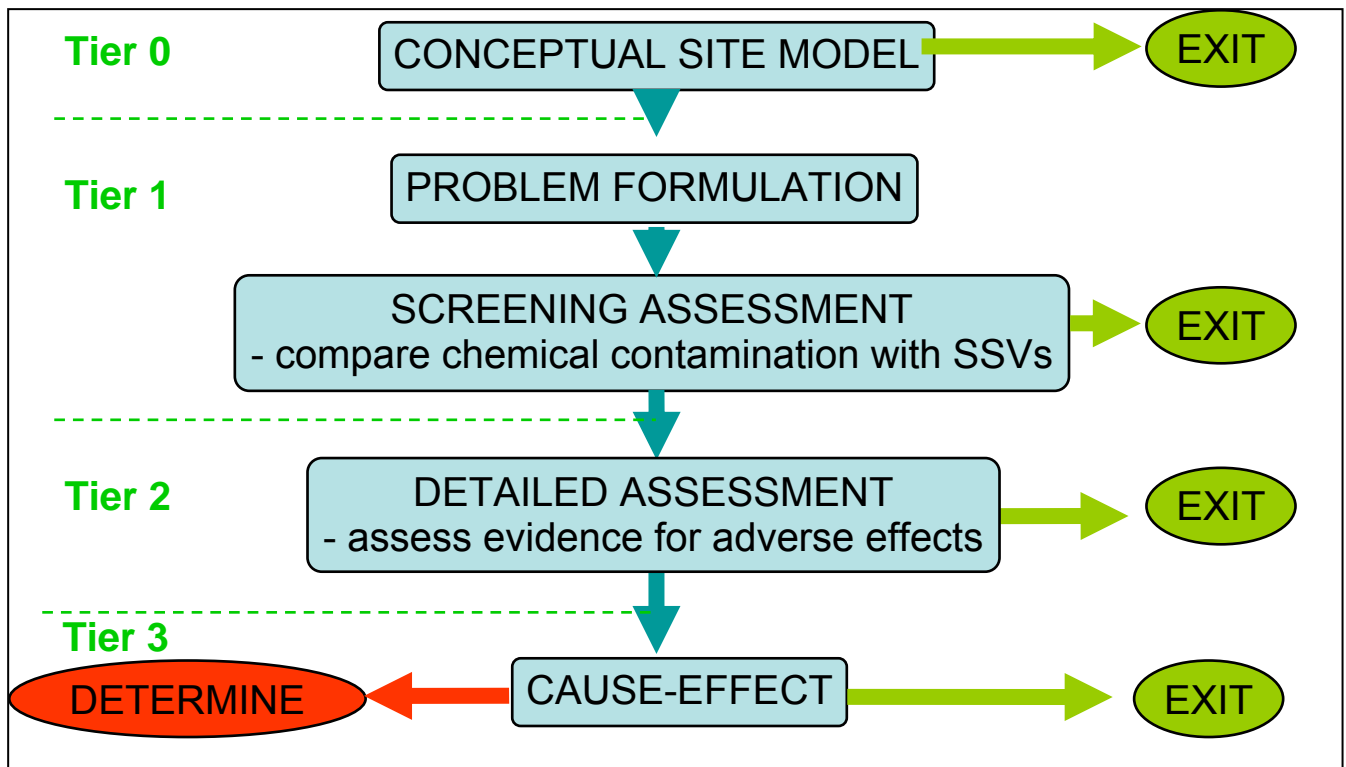 Tier 0
CONCEPTUAL SITE MODEL
EXIT
Tier 1
PROBLEM FORMULATION
SCREENING ASSESSMENT
- compare chemical contamination with SSVs
EXIT
Tier 2
DETAILED ASSESSMENT
- assess evidence for adverse effects
EXIT
Tier 3
DETERMINE
CAUSE-EFFECT
EXIT